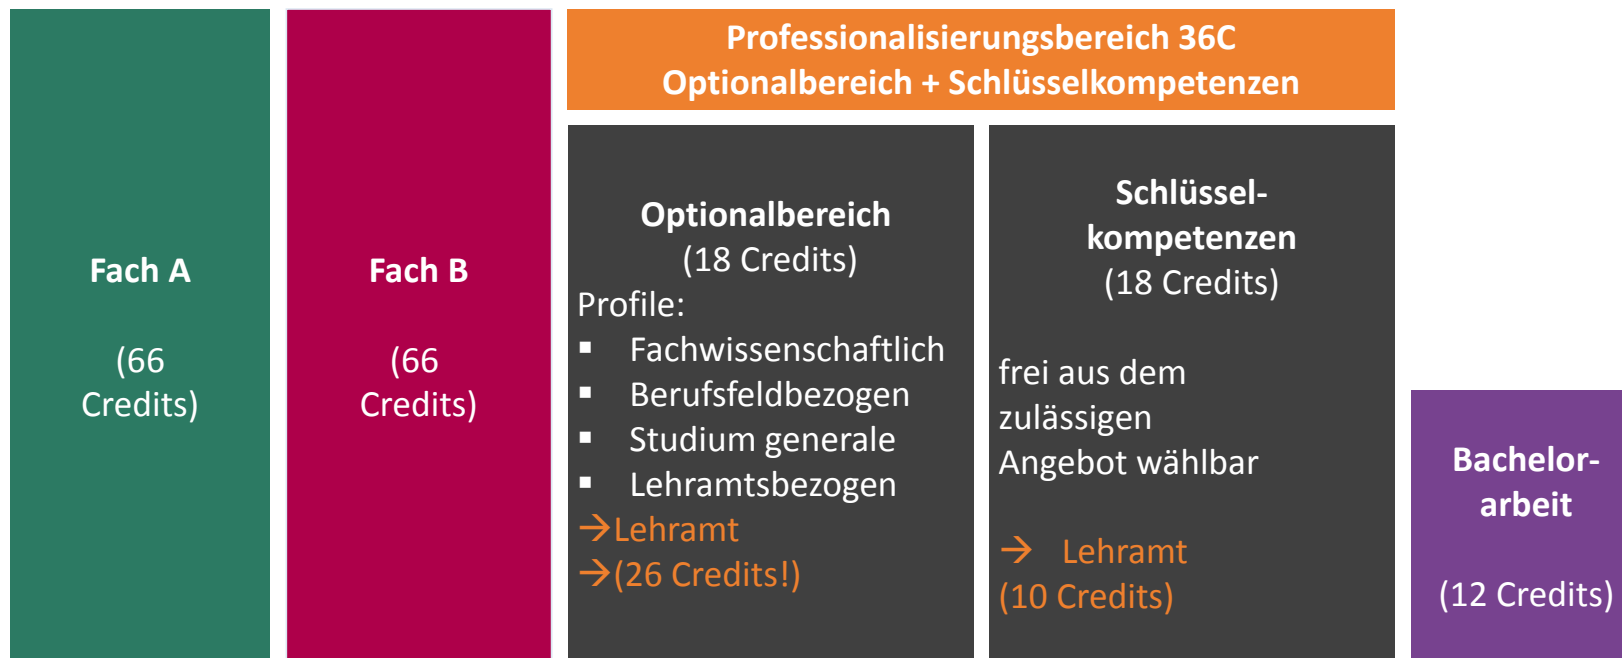 Fach A
(66
Credits)
Fach B
(66
Credits)
Professionalisierungsbereich 36C
Optionalbereich + Schlüsselkompetenzen
Optionalbereich
(18 Credits)
Profile:
▪ Fachwissenschaftlich
▪ Berufsfeldbezogen
▪ Studium generale
▪ Lehramtsbezogen
→Lehramt
→(26 Credits!)
Schlüssel-
kompetenzen
(18 Credits)
frei aus dem
zulässigen
Angebot wählbar
→ Lehramt
(10 Credits)
Bachelor-
arbeit
(12 Credits)